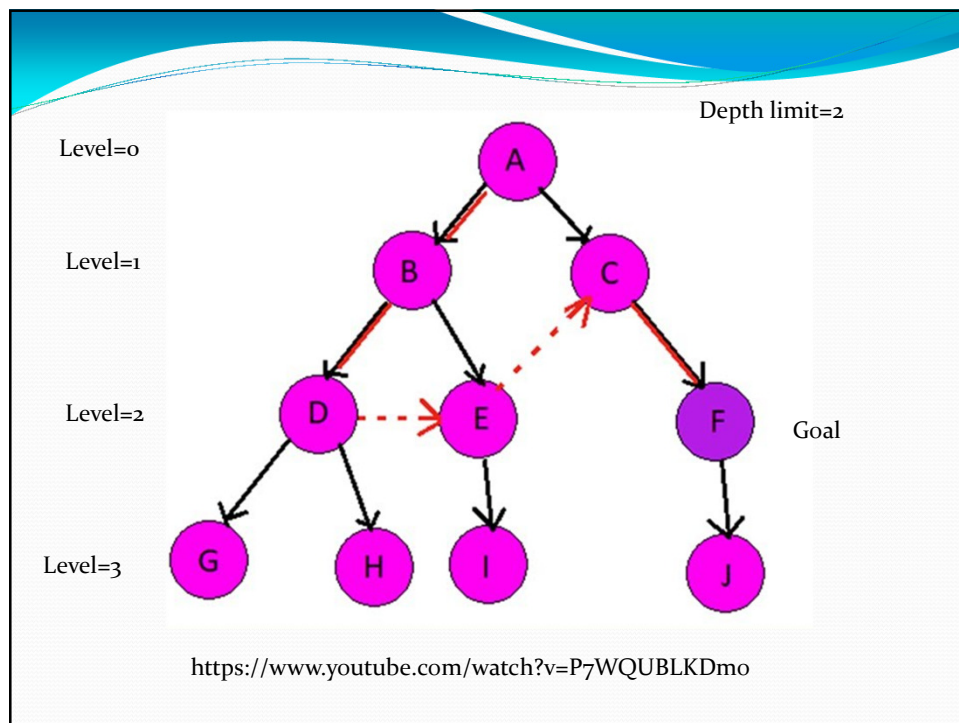 Depth limit=2
Level=0
A
Level=1
B
C
Level=2
D
E
F
Goal
Level=3
G
H
I
J
https://www.youtube.com/watch?v=P7WQUBLKDm0